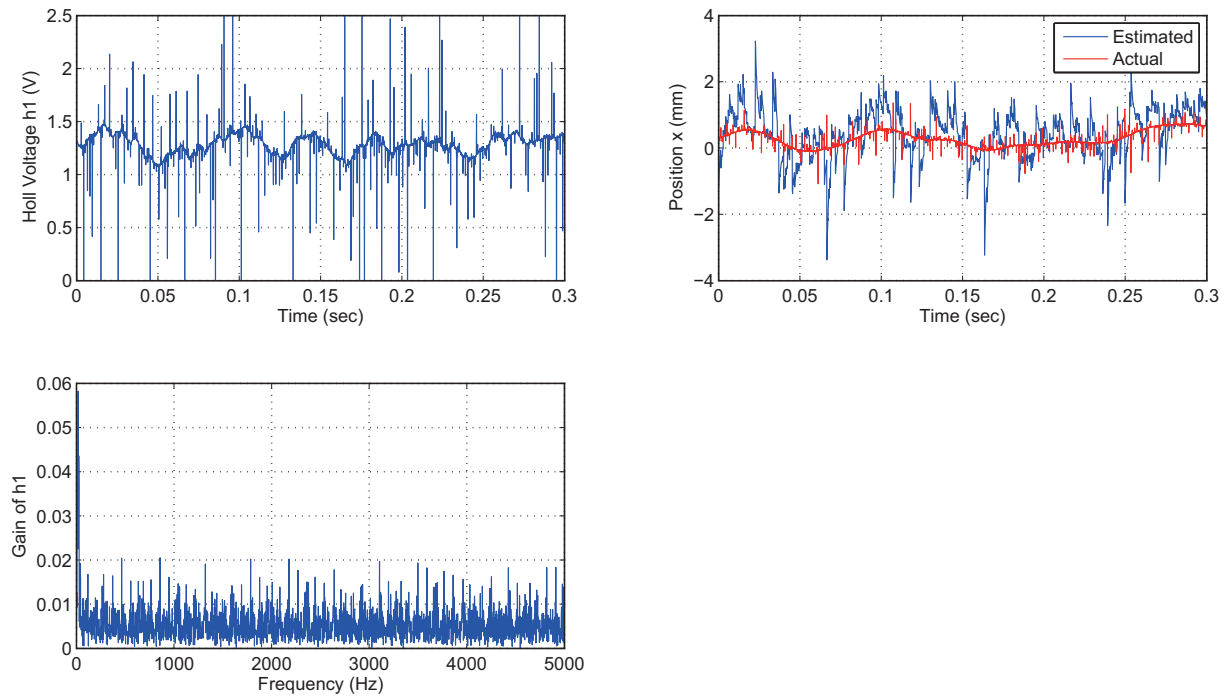 2.5
2
1.5
1
0.5
0
Holl Voltage h1 (V)
0 0.05 0.1 0.15 0.2 0.25 0.3
Time (sec)
4
2
0
−2
−4
Position x (mm)
Estimated
Actual
0 0.05 0.1 0.15 0.2 0.25 0.3
Time (sec)
0.06
0.05
0.04
0.03
0.02
0.01
0
Gain of h1
0 1000 2000 3000 4000 5000
Frequency (Hz)